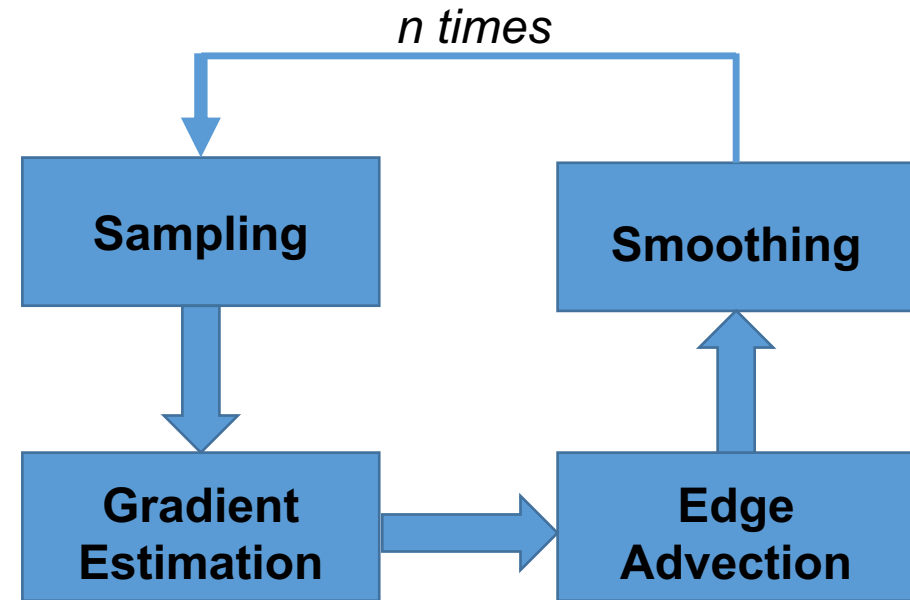 n times
Sampling
Smoothing
Gradient
Estimation
Edge
Advection